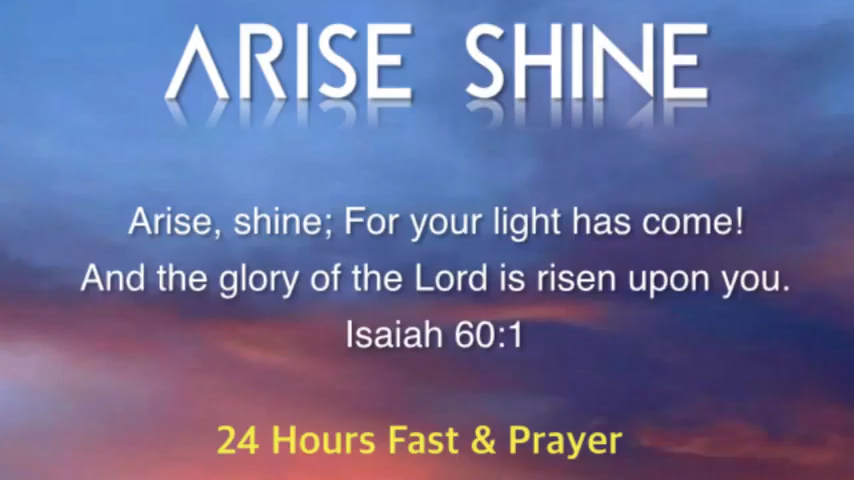 ARISE SHINE
Arise, shine; For your light has come!
And the glory of the Lord is risen upon you.
Isaiah 60:1
24 Hours Fast & Prayer